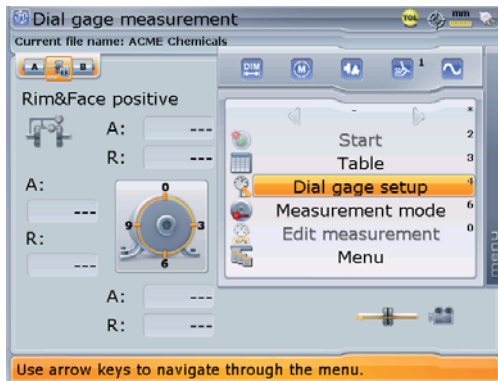 Dial gage measurement
TOL mm
Current file name: ACME Chemicals
A B
DIM M 1
Rim&Face positive
A: ---
R: ---
A:
---
R:
---
0
9 3
6
A: ---
R: ---
- *
Start 2
Table 3
Dial gage setup 4
Measurement mode 6
Edit measurement 0
Menu
menu
Use arrow keys to navigate through the menu.